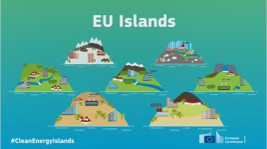 EU Islands
#CleanEnergyIslands
European
Commission